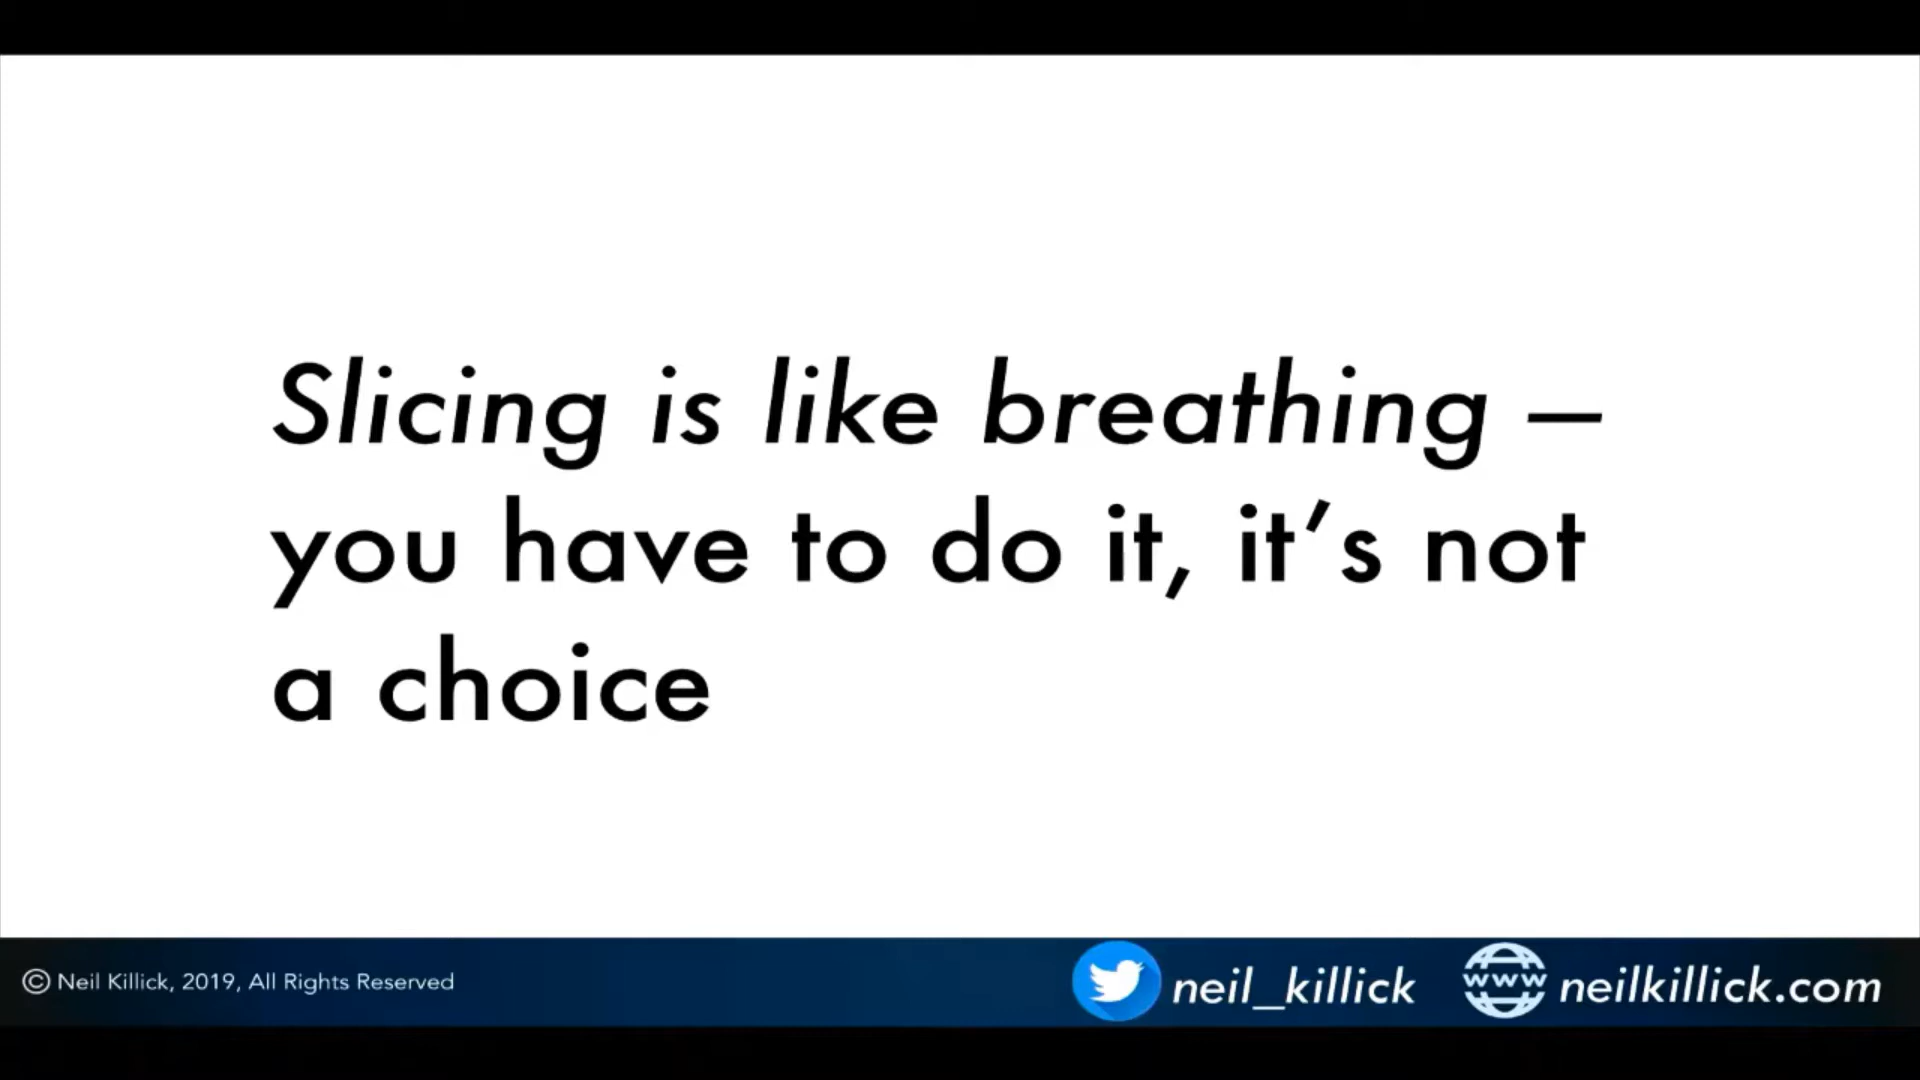 Slicing is like breathing –
you have to do it, it’s not
a choice
© Neil Killick, 2019, All Rights Reserved
neil_killick
www
neilkillick.com